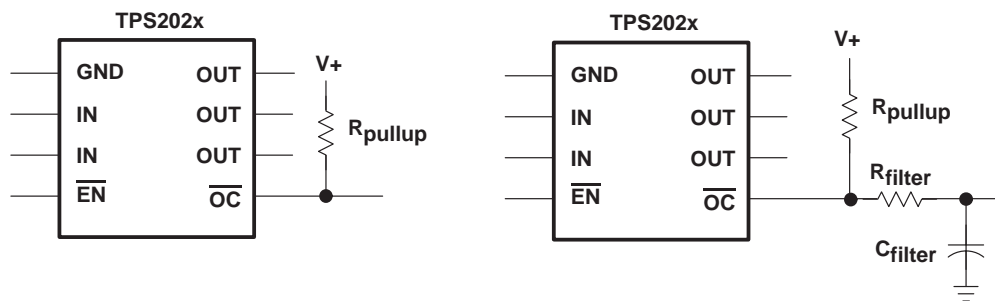 TPS202x
GND OUT
V+
IN OUT
Rpullup
IN OUT
EN OC
TPS202x
V+
GND OUT
IN OUT
Rpullup
IN OUT
Rfilter
EN OC
Cfilter